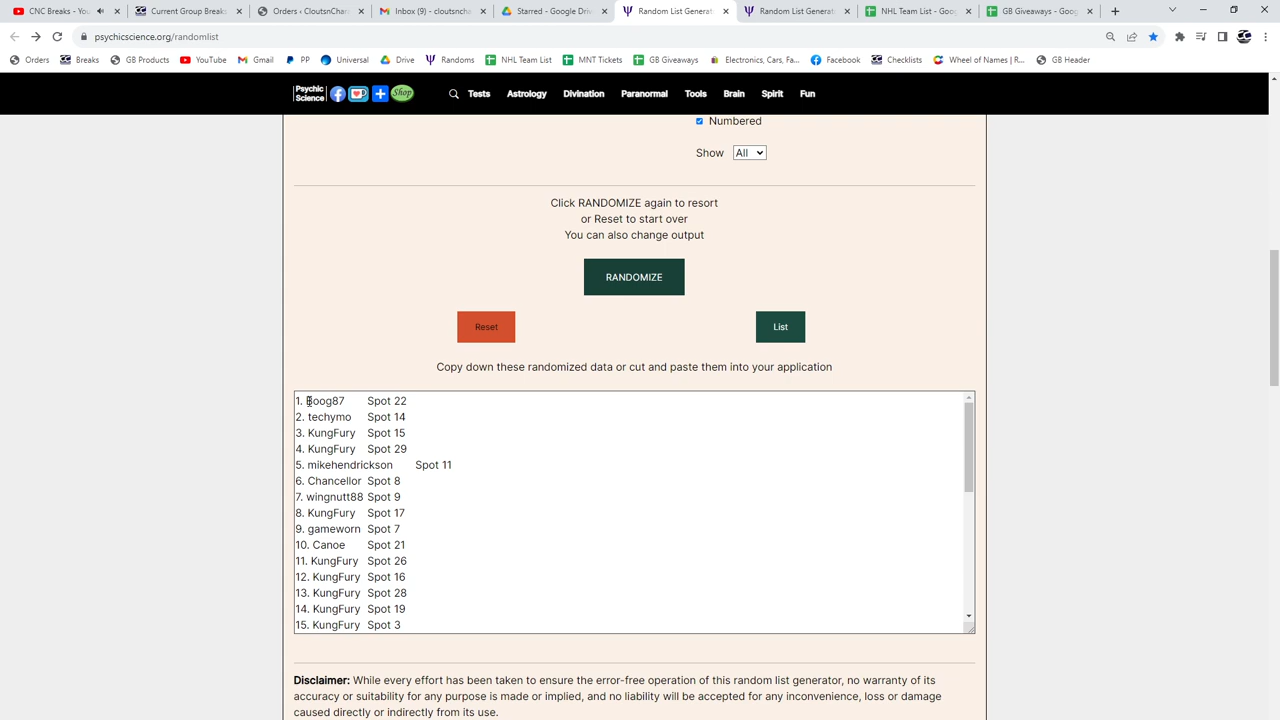 CNC Breaks - You
Current Group Breaks
Orders ‹ CloutsnChar
Inbox (9) - cloutsnch
Starred - Google Driv
Random List Generat
Random List Generat
NHL Team List - Goog
GB Giveaways - Goog
psychicscience.org/randomlist
Orders
Breaks
GB Products
YouTube
Gmail
PP
Universal
Drive
Randoms
NHL Team List
MNT Tickets
GB Giveaways
Electronics, Cars, Fa...
Facebook
Checklists
Wheel of Names | R...
GB Header
Psychic Science
Shop
Tests
Astrology
Divination
Paranormal
Tools
Brain
Spirit
Fun
Numbered
Show All
Click RANDOMIZE again to resort
or Reset to start over
You can also change output
RANDOMIZE
Reset
List
Copy down these randomized data or cut and paste them into your application
1. oog87 Spot 22
2. techymo Spot 14
3. KungFury Spot 15
4. KungFury Spot 29
5. mikehendrickson Spot 11
6. Chancellor Spot 8
7. wingnutt88 Spot 9
8. KungFury Spot 17
9. gameworn Spot 7
10. Canoe Spot 21
11. KungFury Spot 26
12. KungFury Spot 16
13. KungFury Spot 28
14. KungFury Spot 19
15. KungFury Spot 3
Disclaimer: While every effort has been taken to ensure the error-free operation of this random list generator, no warranty of its
accuracy or suitability for any purpose is made or implied, and no liability will be accepted for any inconvenience, loss or damage
caused directly or indirectly from its use.